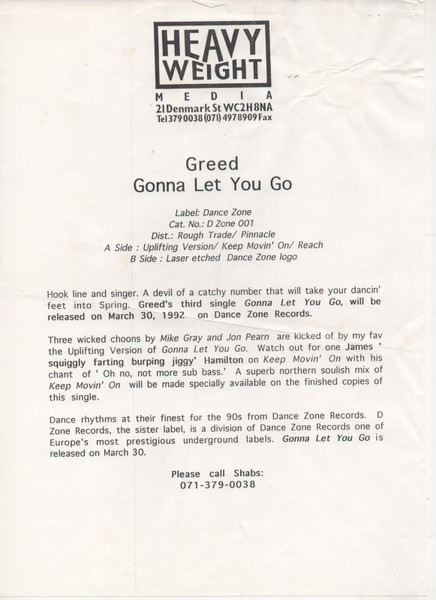 HEAVY
WEIGHT
MEDIA
21 Denmark St WC2H 8NA
Tel 379 0038 (071) 497 8909 Fax
Greed
Gonna Let You Go
Label: Dance Zone
Cat. No.: D Zone 001
Dist.: Rough Trade/ Pinnacle
A Side : Uplifting Version/ Keep Movin' On/ Reach
B Side : Laser etched Dance Zone logo
Hook line and singer. A devil of a catchy number that will take your dancin'
feet into Spring. Greed's third single Gonna Let You Go, will be
released on March 30, 1992 on Dance Zone Records.
Three wicked choons by Mike Gray and Jon Pearn are kicked of by my fav
the Uplifting Version of Gonna Let You Go. Watch out for one James '
squiggly farting burping jiggy' Hamilton on Keep Movin' On with his
chant of ' Oh no, not more sub bass.' A superb northern soulish mix of
Keep Movin' On will be made specially available on the finished copies of
this single.
Dance rhythms at their finest for the 90s from Dance Zone Records. D
Zone Records, the sister label, is a division of Dance Zone Records one of
Europe's most prestigious underground labels. Gonna Let You Go is
released on March 30.
Please call Shabs:
071-379-0038